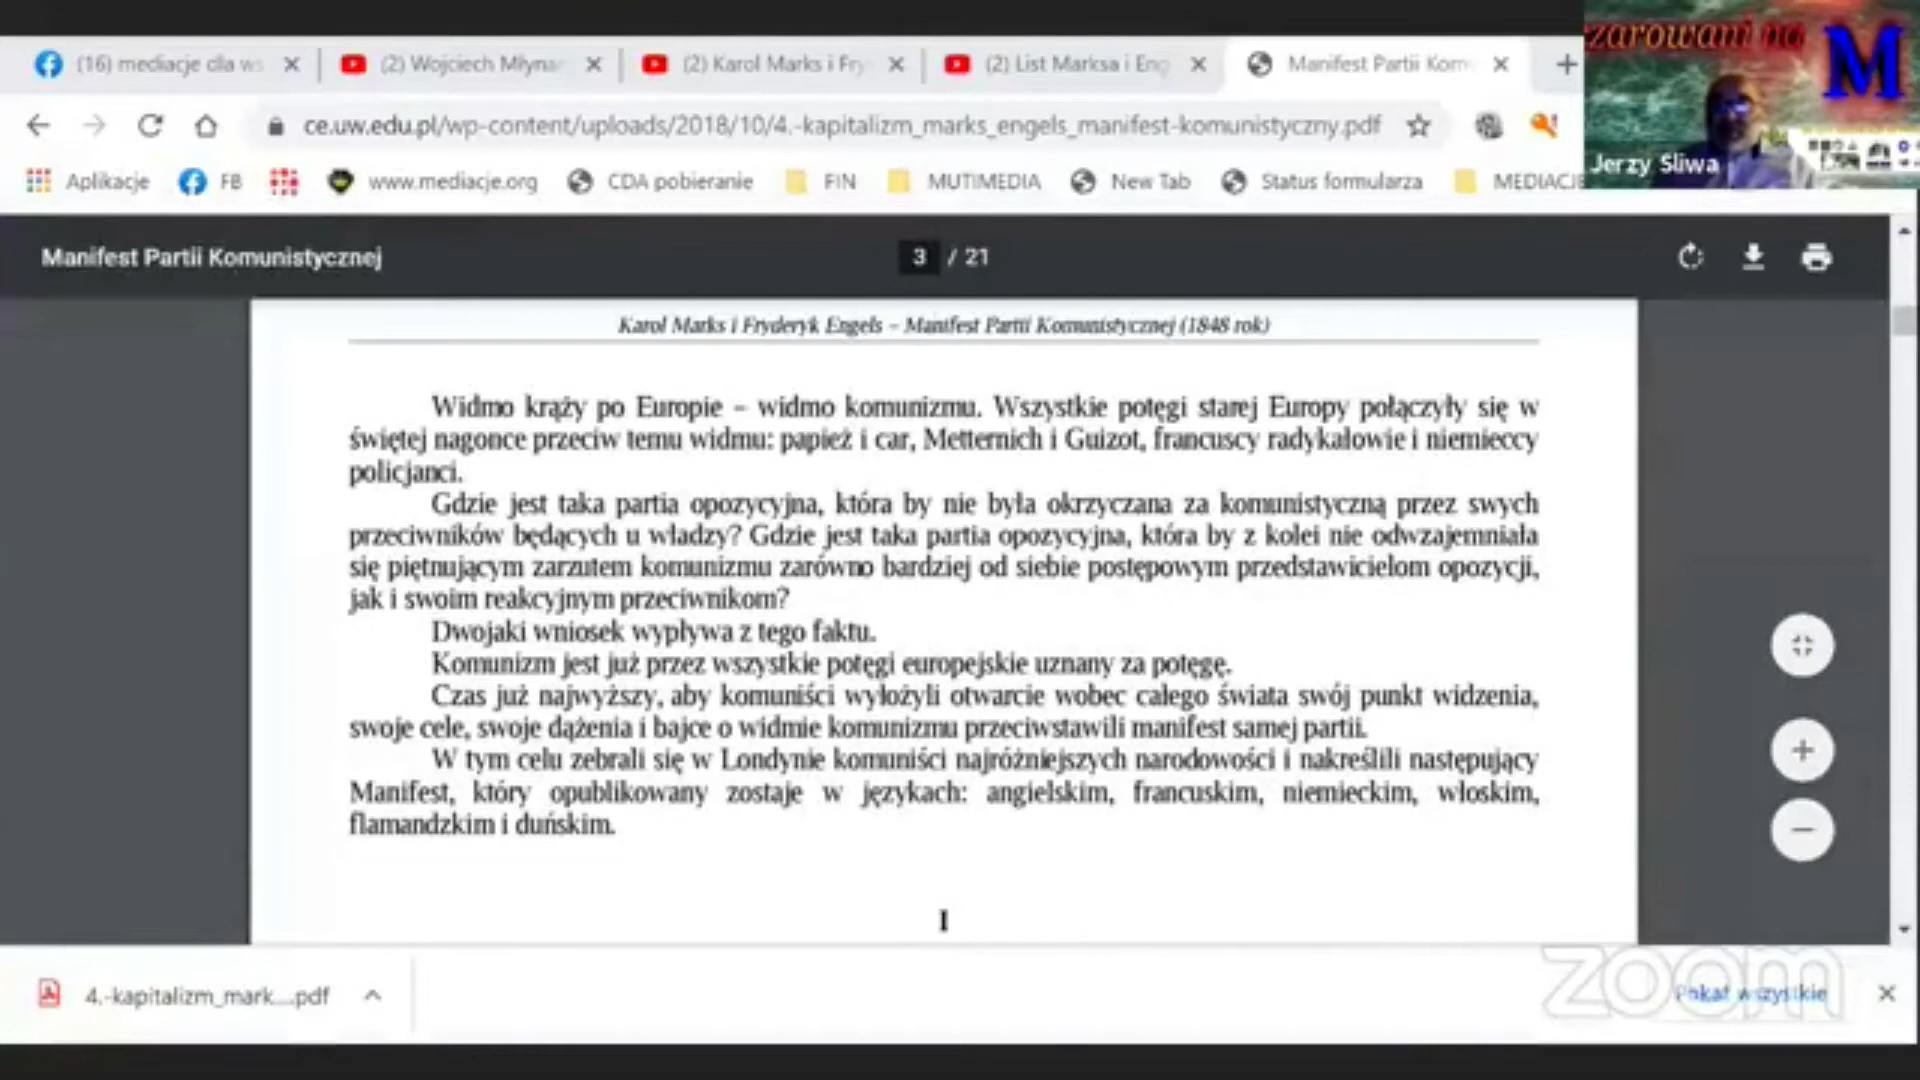 (16) mediacje dla ws
(2) Wojciech Młynar
(2) Karol Marks i Fry
(2) List Marksa i Eng
Manifest Partii Kom
zarowani na M
ce.uw.edu.pl/wp-content/uploads/2018/10/4.-kapitalizm_marks_engels_manifest-komunistyczny.pdf
Jerzy Śliwa
Aplikacje FB www.mediacje.org CDA pobieranie FIN MUTIMEDIA New Tab Status formularza MEDIACJE
Manifest Partii Komunistycznej 3 / 21
Karol Marks i Fryderyk Engels – Manifest Partii Komunistycznej (1848 rok)
Widmo krąży po Europie – widmo komunizmu. Wszystkie potęgi starej Europy połączyły się w
świętej nagonce przeciw temu widmu: papież i car, Metternich i Guizot, francuscy radykałowie i niemieccy
policjanci.
Gdzie jest taka partia opozycyjna, która by nie była okrzyczana za komunistyczną przez swych
przeciwników będących u władzy? Gdzie jest taka partia opozycyjna, która by z kolei nie odwzajemniała
się piętnującym zarzutem komunizmu zarówno bardziej od siebie postępowym przedstawicielom opozycji,
jak i swoim reakcyjnym przeciwnikom?
Dwojaki wniosek wypływa z tego faktu.
Komunizm jest już przez wszystkie potęgi europejskie uznany za potęgę.
Czas już najwyższy, aby komuniści wyłożyli otwarcie wobec całego świata swój punkt widzenia,
swoje cele, swoje dążenia i bajce o widmie komunizmu przeciwstawili manifest samej partii.
W tym celu zebrali się w Londynie komuniści najróżniejszych narodowości i nakreślili następujący
Manifest, który opublikowany zostaje w językach: angielskim, francuskim, niemieckim, włoskim,
flamandzkim i duńskim.
I
4.-kapitalizm_mark....pdf
Pokaż wszystkie
zoom